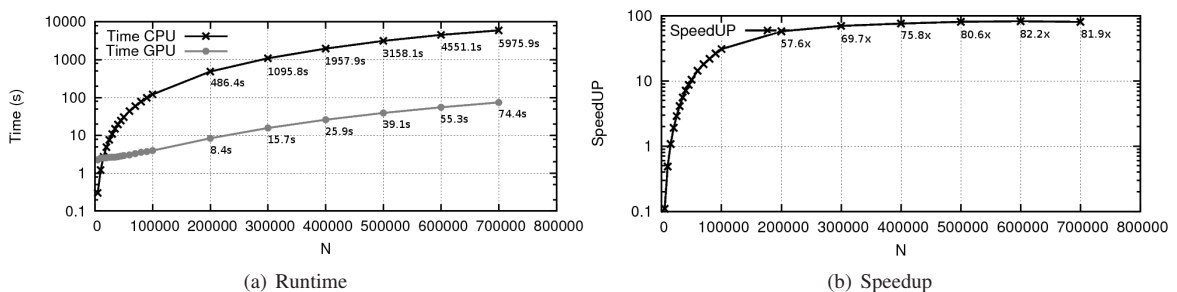 10000
1000
100
10
1
0.1
Time (s)
Time CPU
Time GPU
486.4s
1095.8s
1957.9s
3158.1s
4551.1s
5975.9s
8.4s
15.7s
25.9s
39.1s
55.3s
74.4s
0 100000 200000 300000 400000 500000 600000 700000 800000
N
(a) Runtime
100
10
1
0.1
SpeedUP
SpeedUP
57.6x
69.7x
75.8x
80.6x
82.2x
81.9x
0 100000 200000 300000 400000 500000 600000 700000 800000
N
(b) Speedup